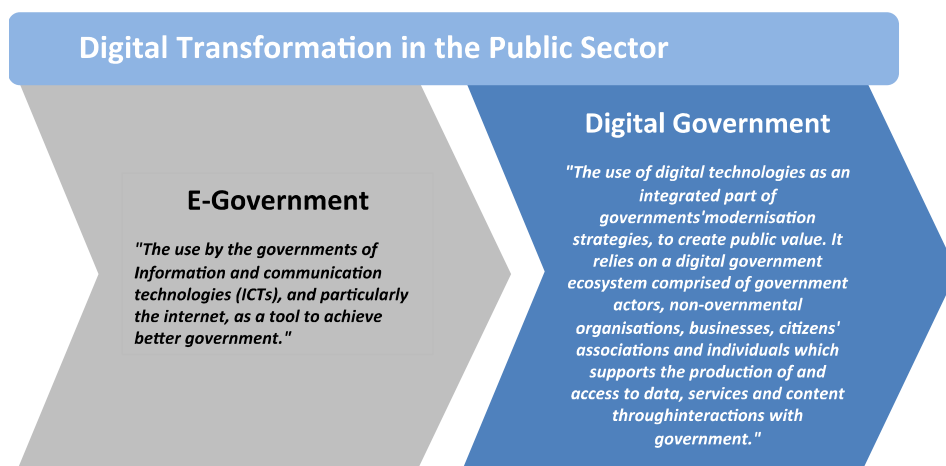 Digital Transformation in the Public Sector
E-Government
"The use by the governments of
Information and communication
technologies (ICTs), and particularly
the internet, as a tool to achieve
better government."
Digital Government
"The use of digital technologies as an
integrated part of
governments'modernisation
strategies, to create public value. It
relies on a digital government
ecosystem comprised of government
actors, non-overnmental
organisations, businesses, citizens'
associations and individuals which
supports the production of and
access to data, services and content
throughinteractions with
government."